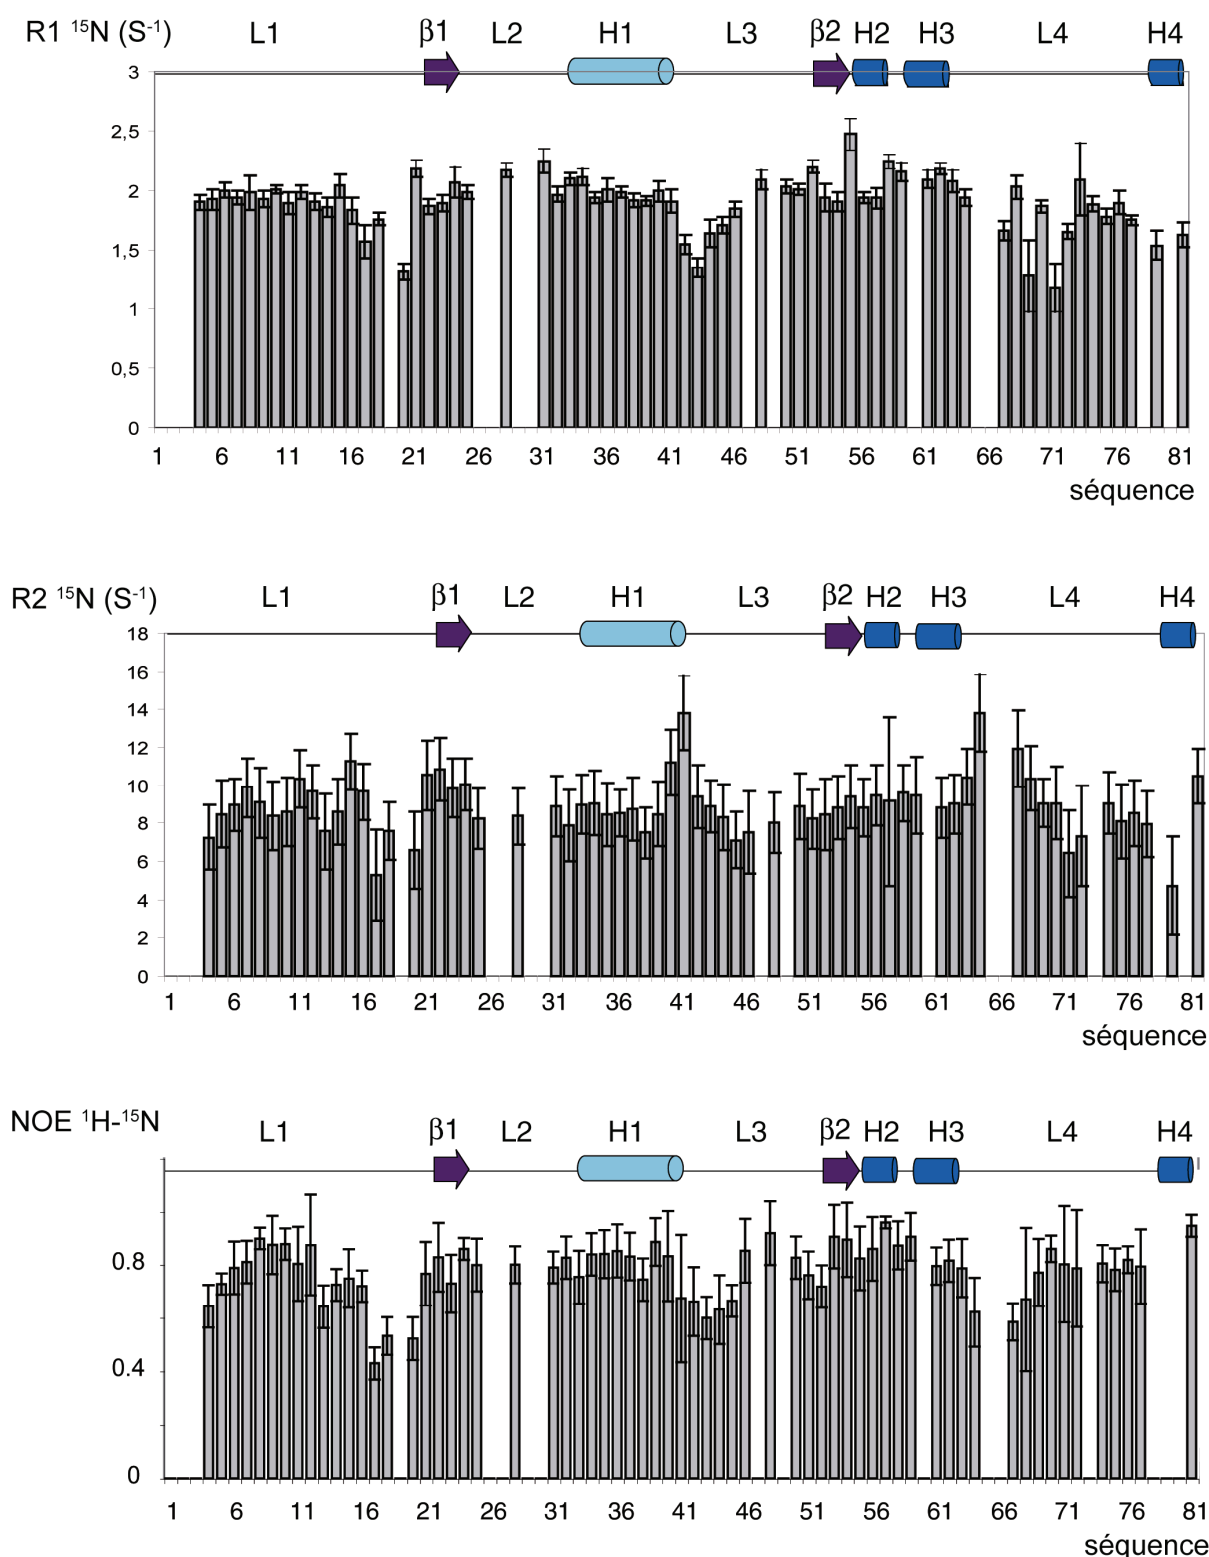 R1 ¹⁵N (S⁻¹) L1 β1 L2 H1 L3 β2 H2 H3 L4 H4
3
2,5
2
1,5
1
0,5
0
1 6 11 16 21 26 31 36 41 46 51 56 61 66 71 76 81
séquence
R2 ¹⁵N (S⁻¹) L1 β1 L2 H1 L3 β2 H2 H3 L4 H4
18
16
14
12
10
8
6
4
2
0
1 6 11 16 21 26 31 36 41 46 51 56 61 66 71 76 81
séquence
NOE ¹H-¹⁵N L1 β1 L2 H1 L3 β2 H2 H3 L4 H4
0.8
0.4
0
1 6 11 16 21 26 31 36 41 46 51 56 61 66 71 76 81
séquence